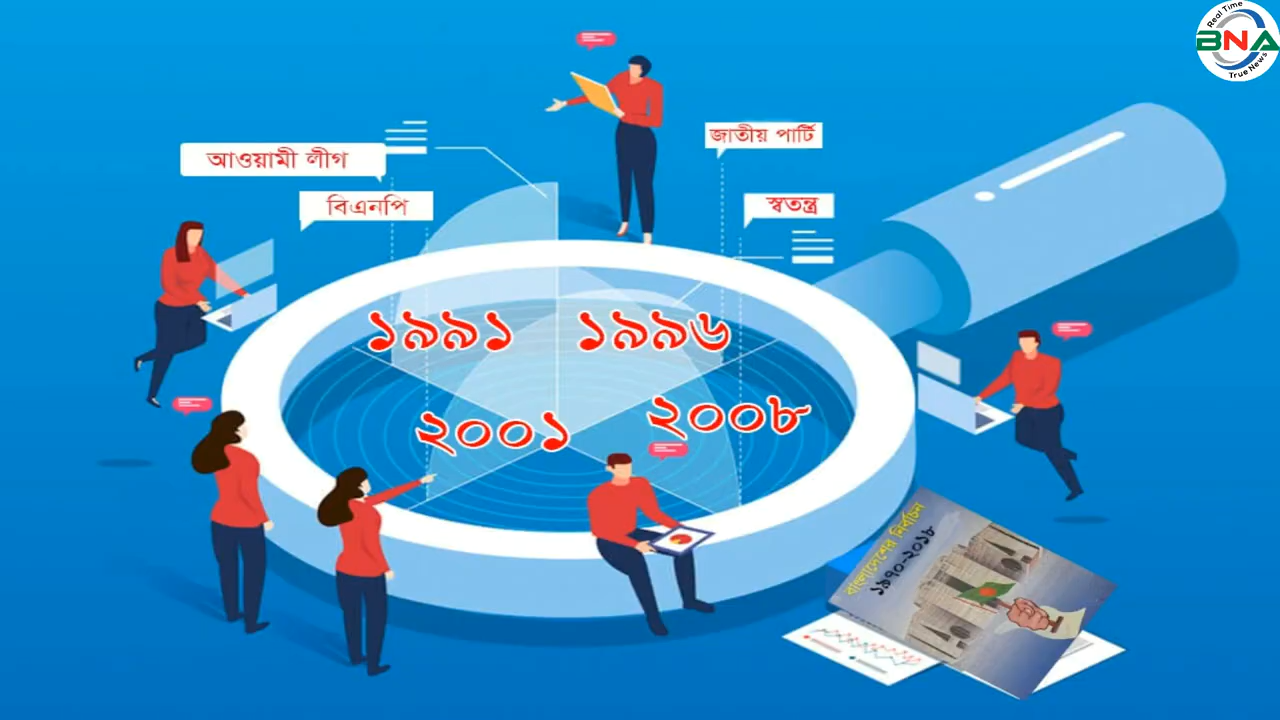 Real Time
BNA
True News
আওয়ামী লীগ
বিএনপি
জাতীয় পার্টি
স্বতন্ত্র
১৯৯১
১৯৯৬
২০০১
২০০৮
বাংলাদেশের নির্বাচন
১৯৭০-২০১৮